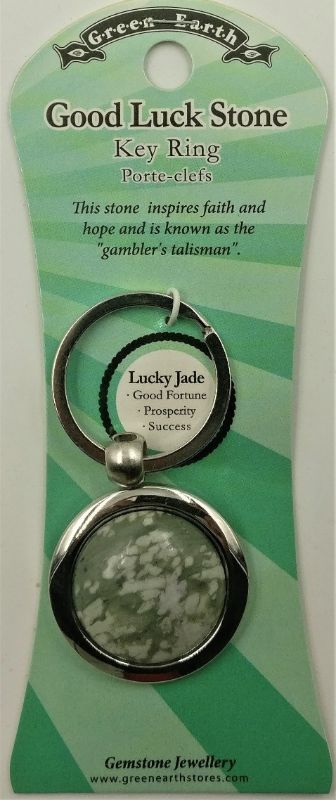 Green Earth
Good Luck Stone
Key Ring
Porte-clefs
This stone inspires faith and
hope and is known as the
"gambler's talisman".
Lucky Jade
· Good Fortune
· Prosperity
· Success
Gemstone Jewellery
www.greenearthstores.com